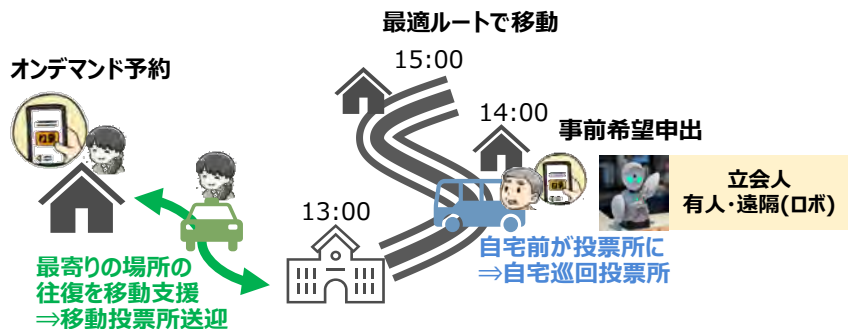 最適ルートで移動
15:00
オンデマンド予約
14:00
事前希望申出
立会人
有人・遠隔(ロボ)
13:00
自宅前が投票所に
⇒自宅巡回投票所
最寄りの場所の
往復を移動支援
⇒移動投票所送迎